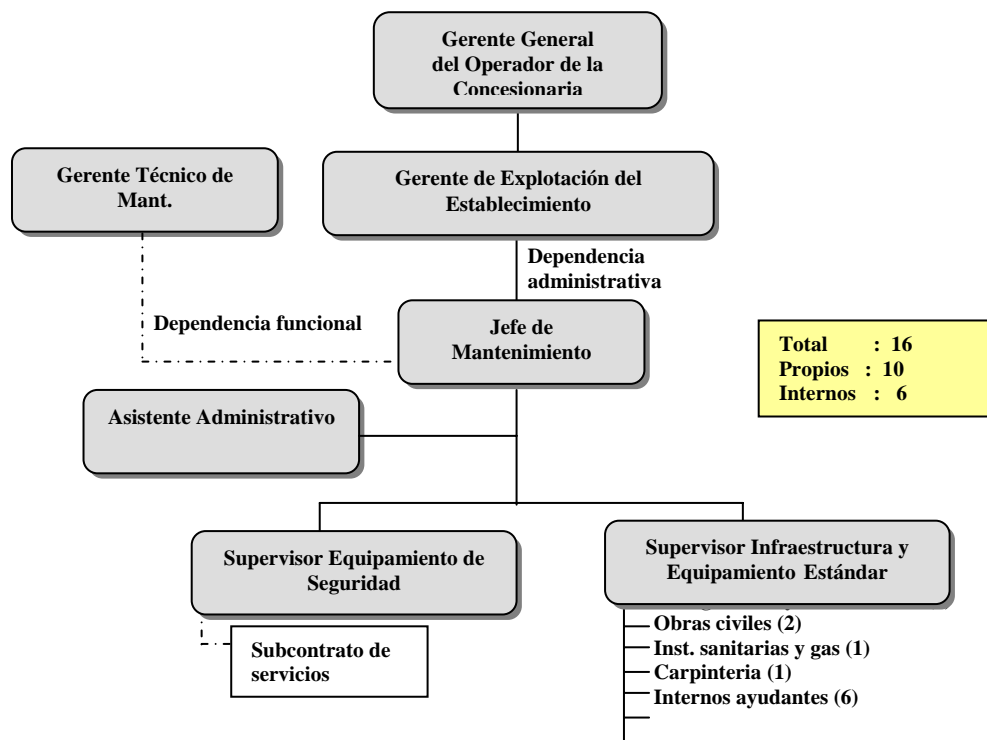 Gerente General
del Operador de la
Concesionaria
Gerente Técnico de
Mant.
Gerente de Explotación del
Establecimiento
Dependencia
administrativa
Dependencia funcional
Jefe de
Mantenimiento
Total : 16
Propios : 10
Internos : 6
Asistente Administrativo
Supervisor Equipamiento de
Seguridad
Supervisor Infraestructura y
Equipamiento Estándar
Subcontrato de
servicios
Obras civiles (2)
Inst. sanitarias y gas (1)
Carpinteria (1)
Internos ayudantes (6)